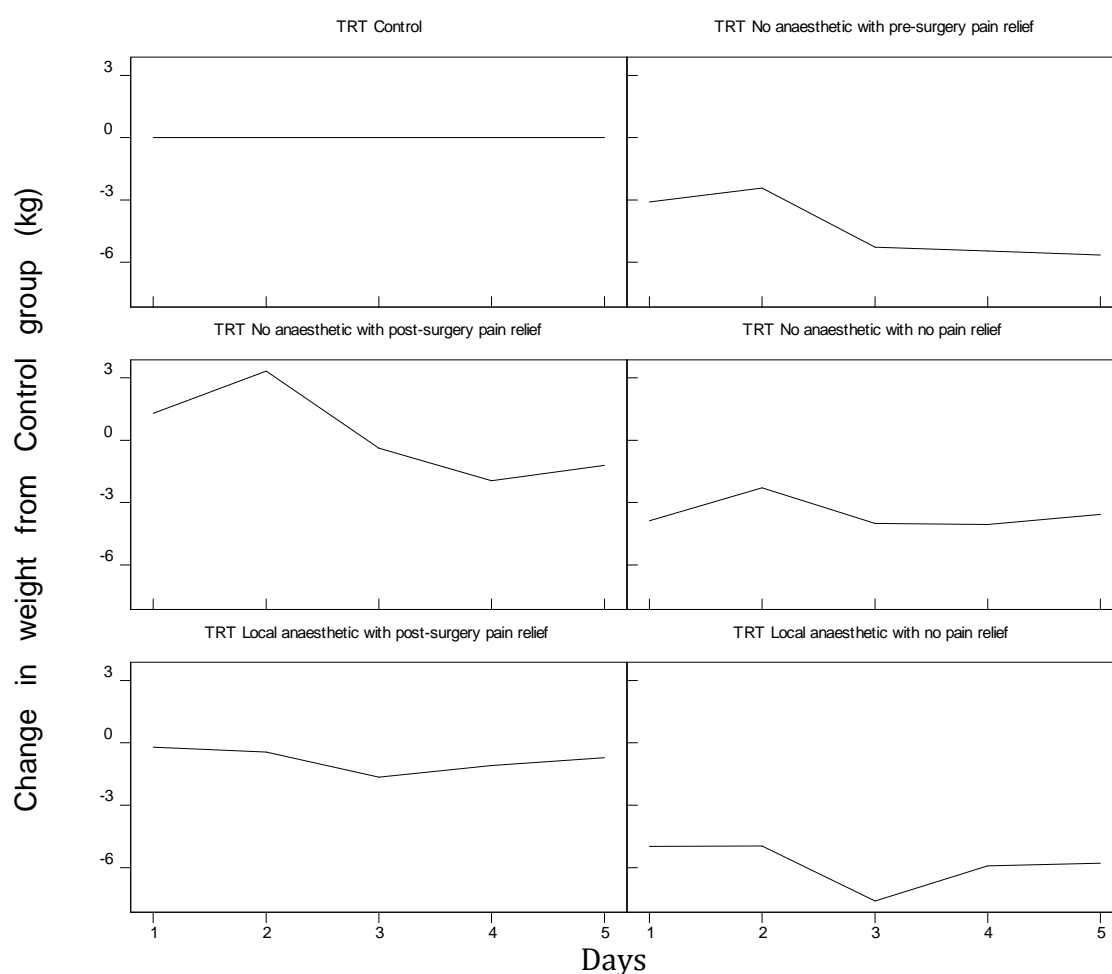 TRT Control
TRT No anaesthetic with pre-surgery pain relief
3
0
-3
-6
TRT No anaesthetic with post-surgery pain relief
TRT No anaesthetic with no pain relief
3
0
-3
-6
TRT Local anaesthetic with post-surgery pain relief
TRT Local anaesthetic with no pain relief
3
0
-3
-6
1 2 3 4 5 1 2 3 4 5
Days
Change in weight from Control group (kg)